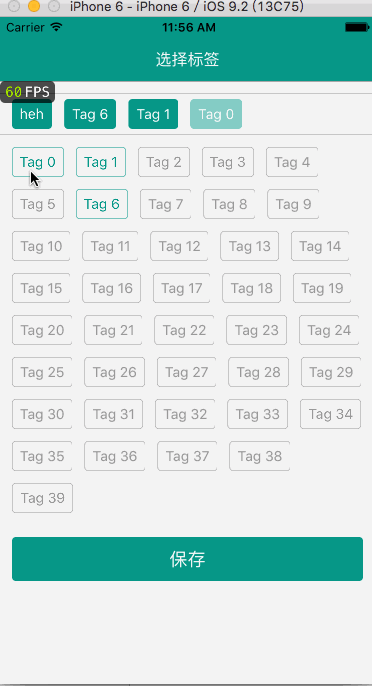 iPhone 6 - iPhone 6 / iOS 9.2 (13C75)
Carrier 11:56 AM
选择标签
60 FPS
heh Tag 6 Tag 1 Tag 0
Tag 0 Tag 1 Tag 2 Tag 3 Tag 4
Tag 5 Tag 6 Tag 7 Tag 8 Tag 9
Tag 10 Tag 11 Tag 12 Tag 13 Tag 14
Tag 15 Tag 16 Tag 17 Tag 18 Tag 19
Tag 20 Tag 21 Tag 22 Tag 23 Tag 24
Tag 25 Tag 26 Tag 27 Tag 28 Tag 29
Tag 30 Tag 31 Tag 32 Tag 33 Tag 34
Tag 35 Tag 36 Tag 37 Tag 38
Tag 39
保存